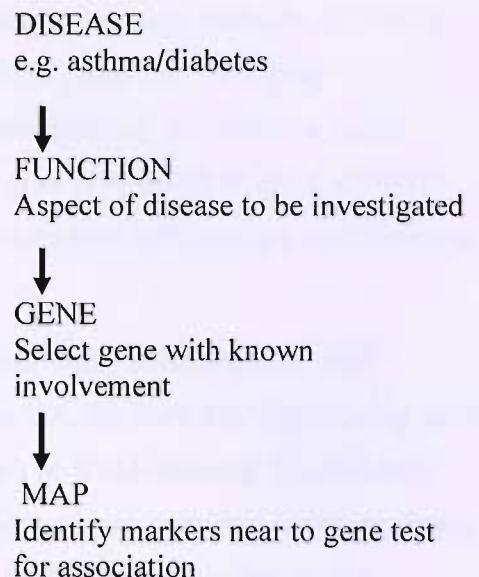 DISEASE
e.g. asthma/diabetes
FUNCTION
Aspect of disease to be investigated
GENE
Select gene with known
involvement
MAP
Identify markers near to gene test
for association